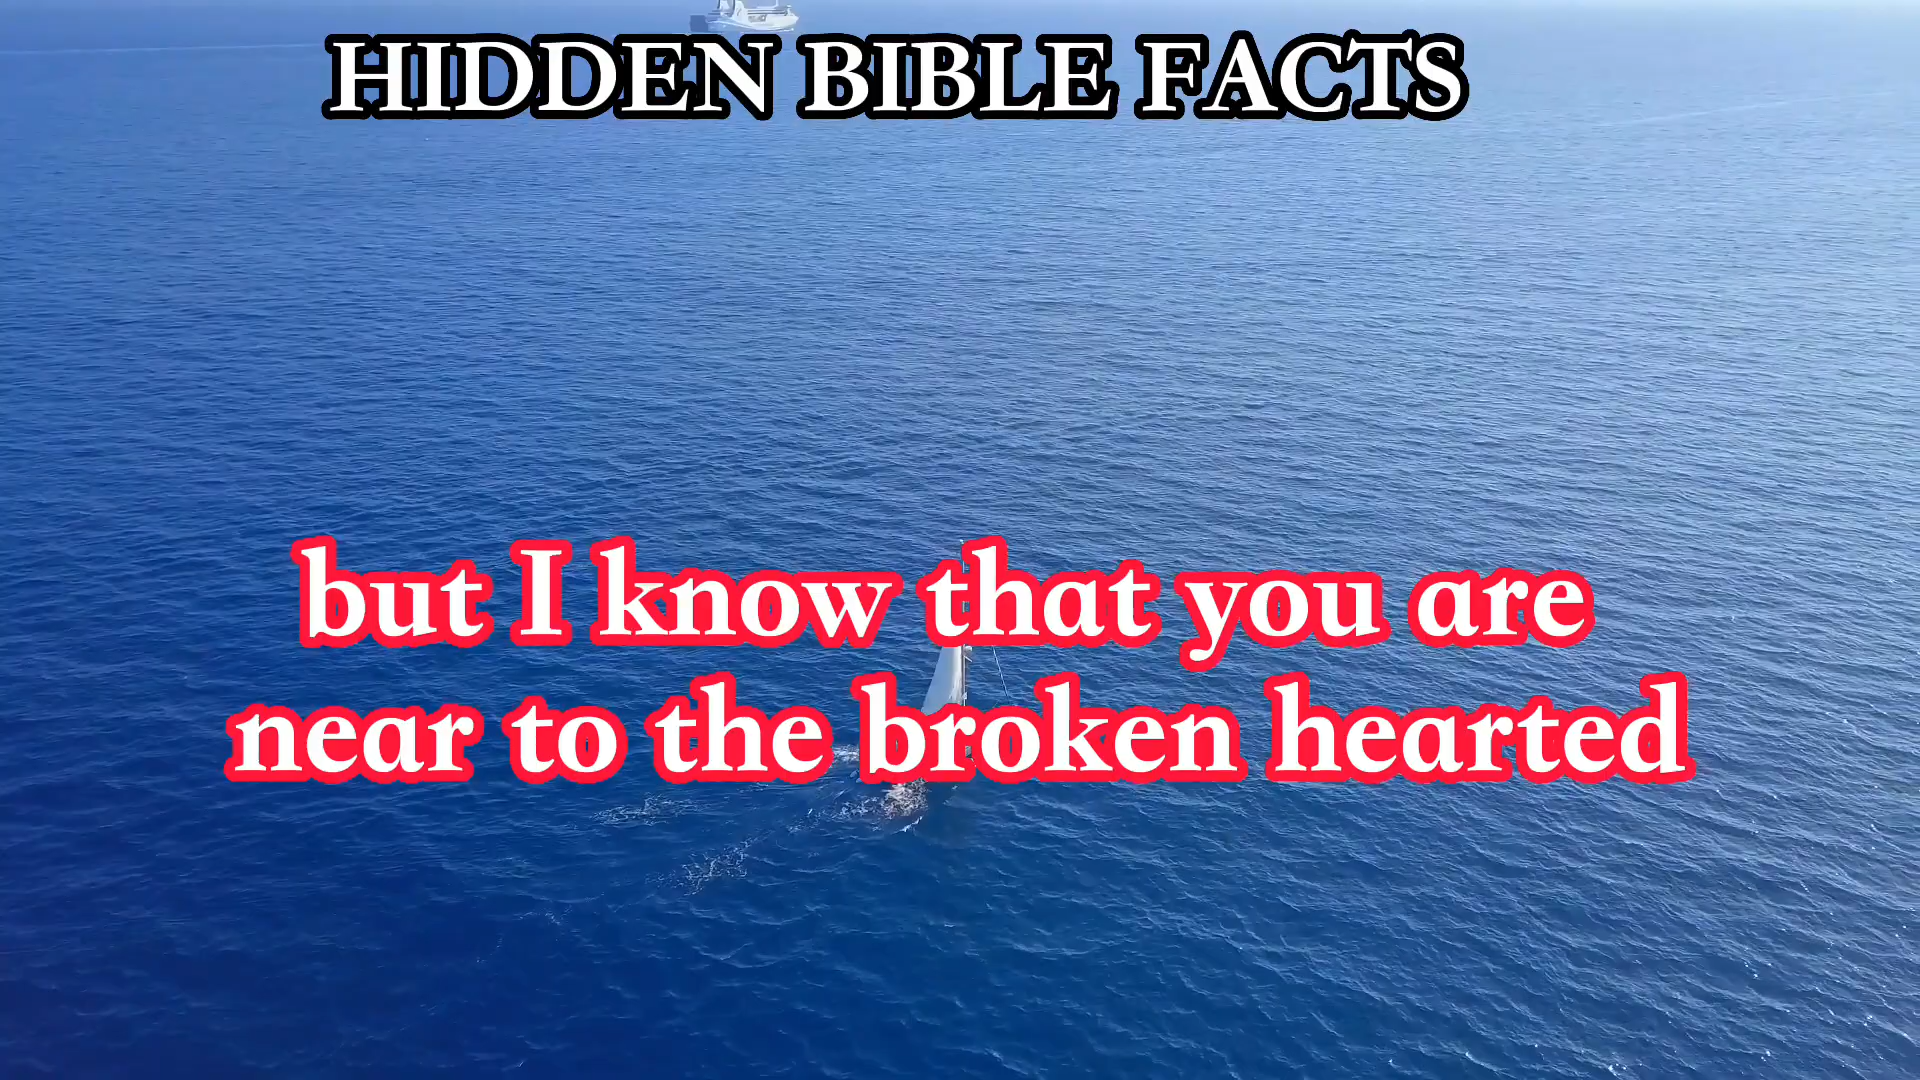 HIDDEN BIBLE FACTS
but I know that you are
near to the broken hearted